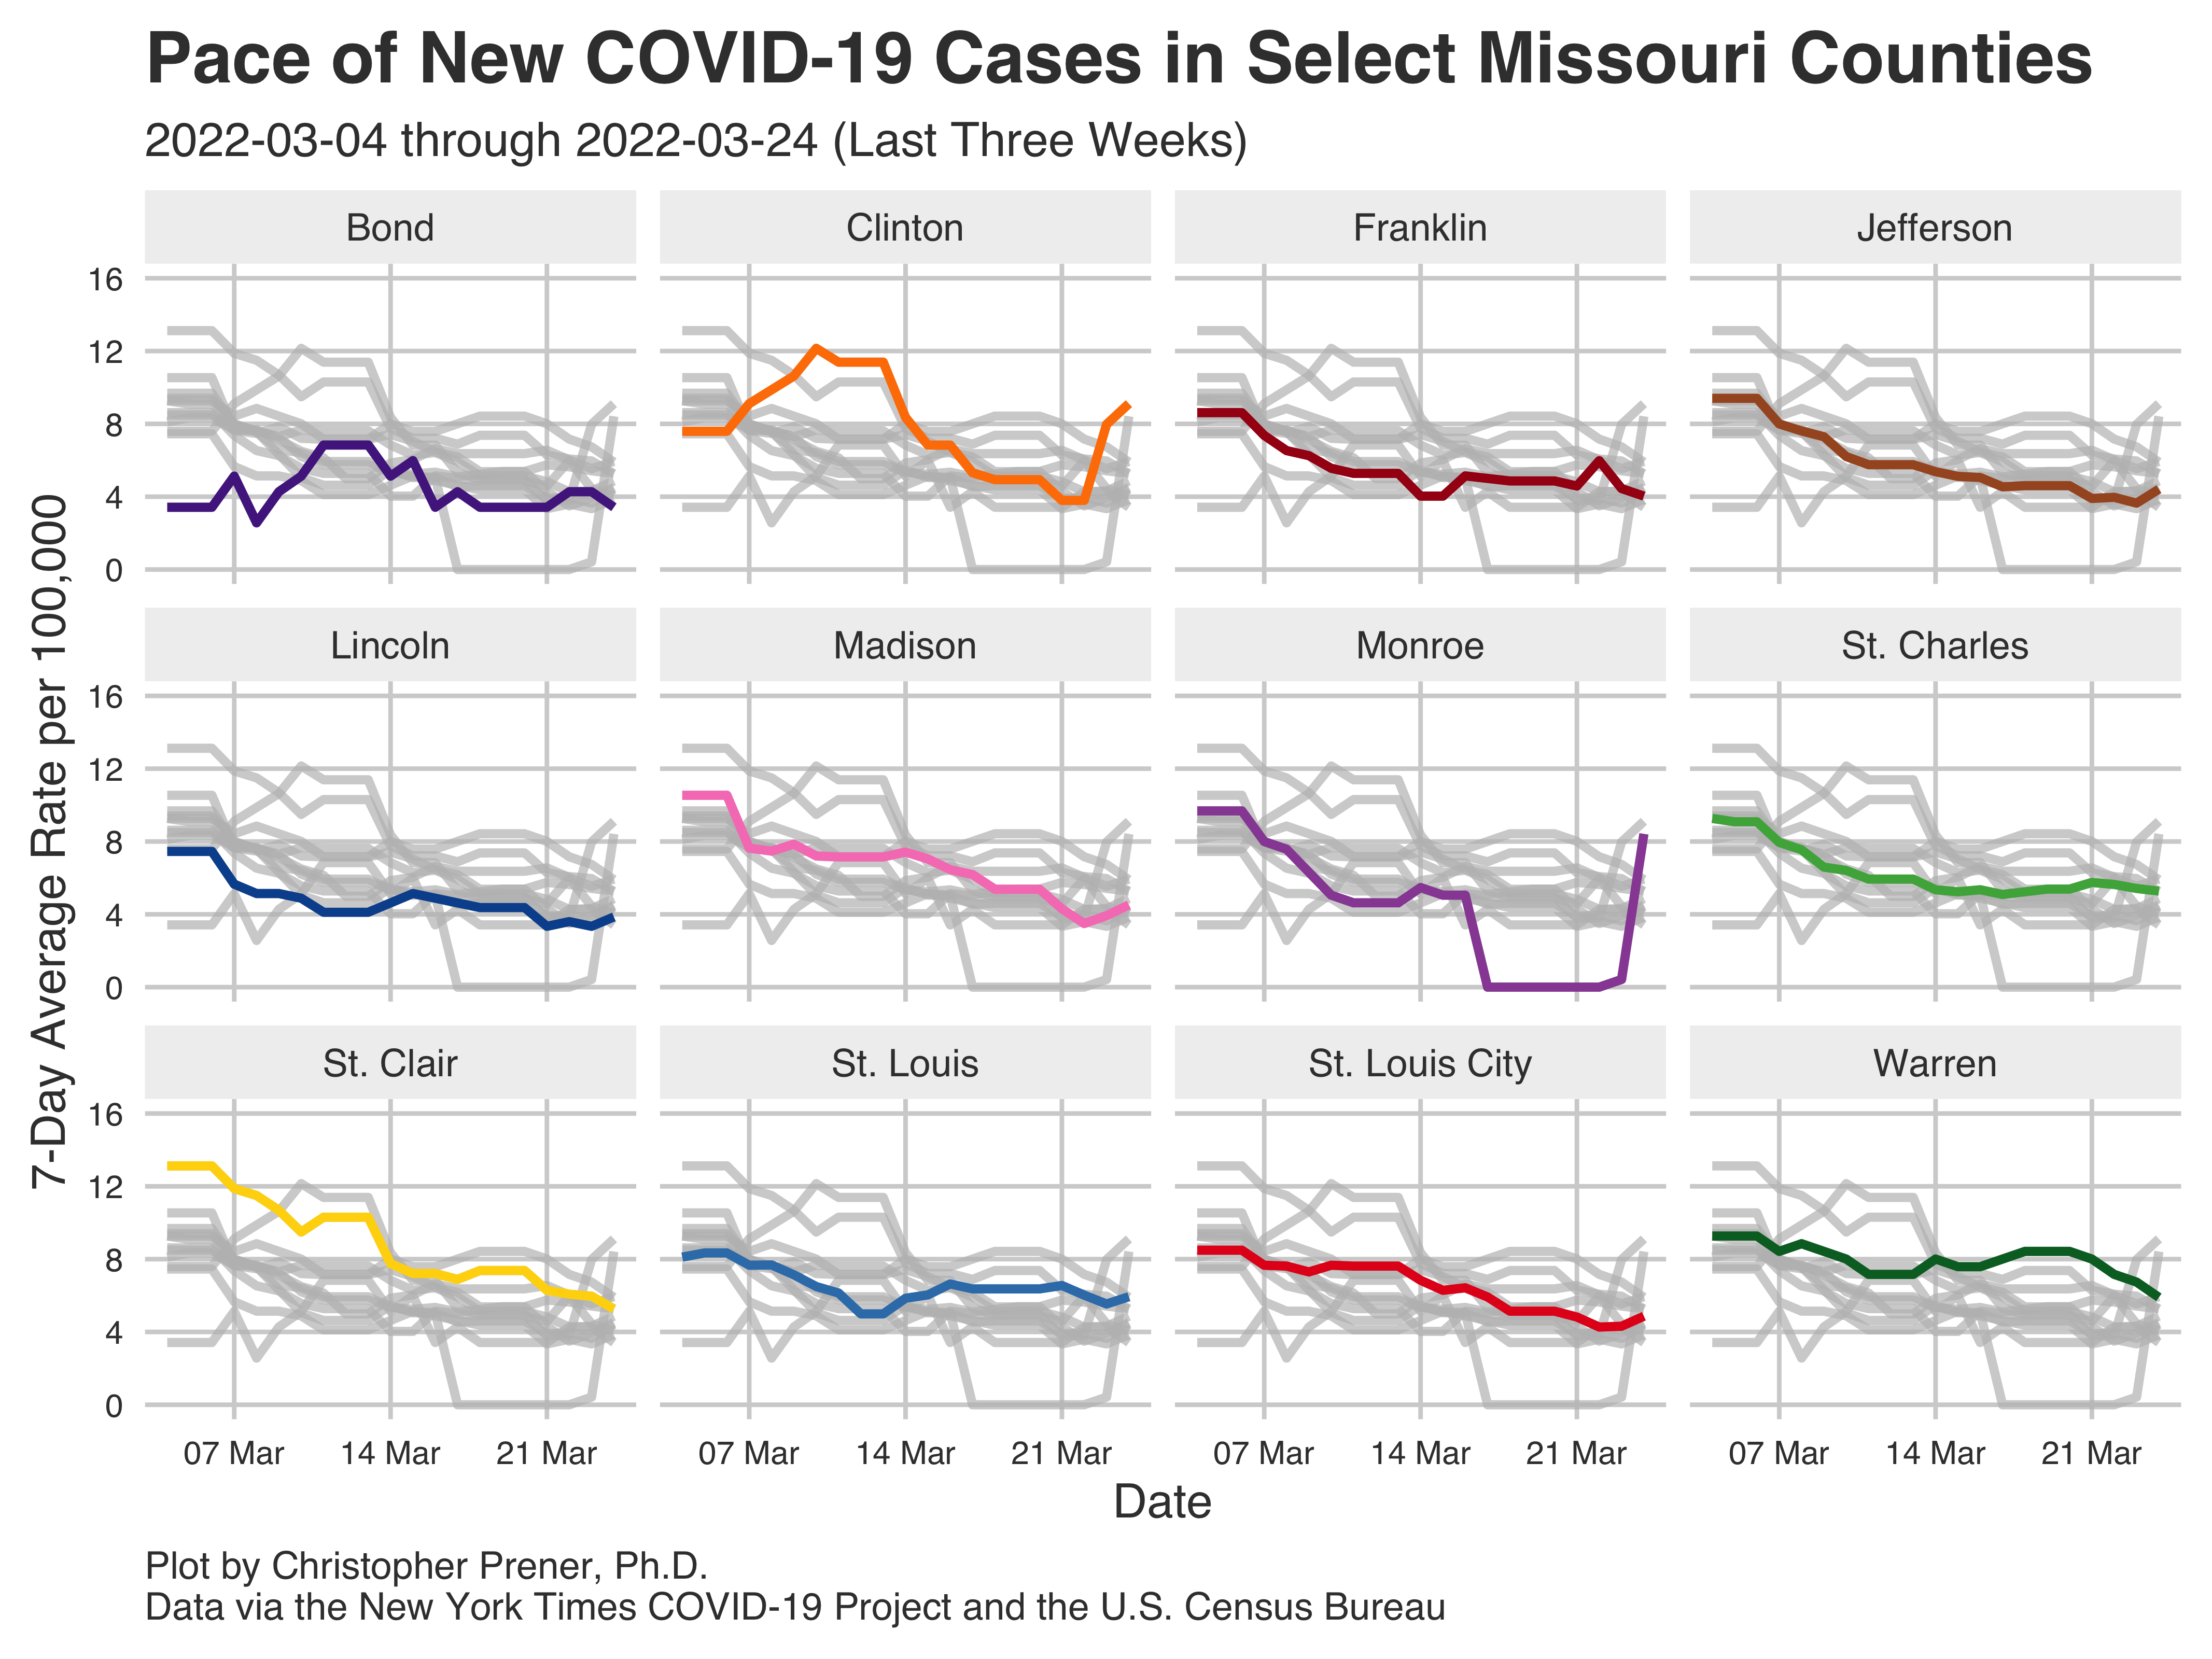 Pace of New COVID-19 Cases in Select Missouri Counties
2022-03-04 through 2022-03-24 (Last Three Weeks)
7-Day Average Rate per 100,000
Bond
Clinton
Franklin
Jefferson
16
12
8
4
0
Lincoln
Madison
Monroe
St. Charles
16
12
8
4
0
St. Clair
St. Louis
St. Louis City
Warren
16
12
8
4
0
07 Mar 14 Mar 21 Mar
07 Mar 14 Mar 21 Mar
07 Mar 14 Mar 21 Mar
07 Mar 14 Mar 21 Mar
Date
Plot by Christopher Prener, Ph.D.
Data via the New York Times COVID-19 Project and the U.S. Census Bureau